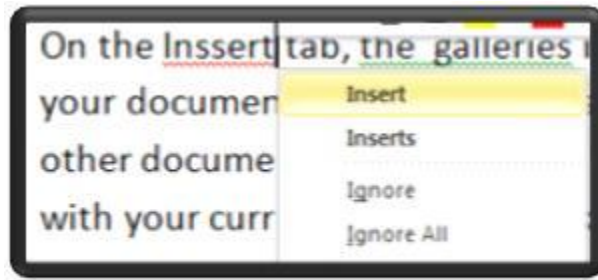 On the Inssert tab, the galleries
your documen
Insert
Inserts
other docume
Ignore
with your curr
Ignore All